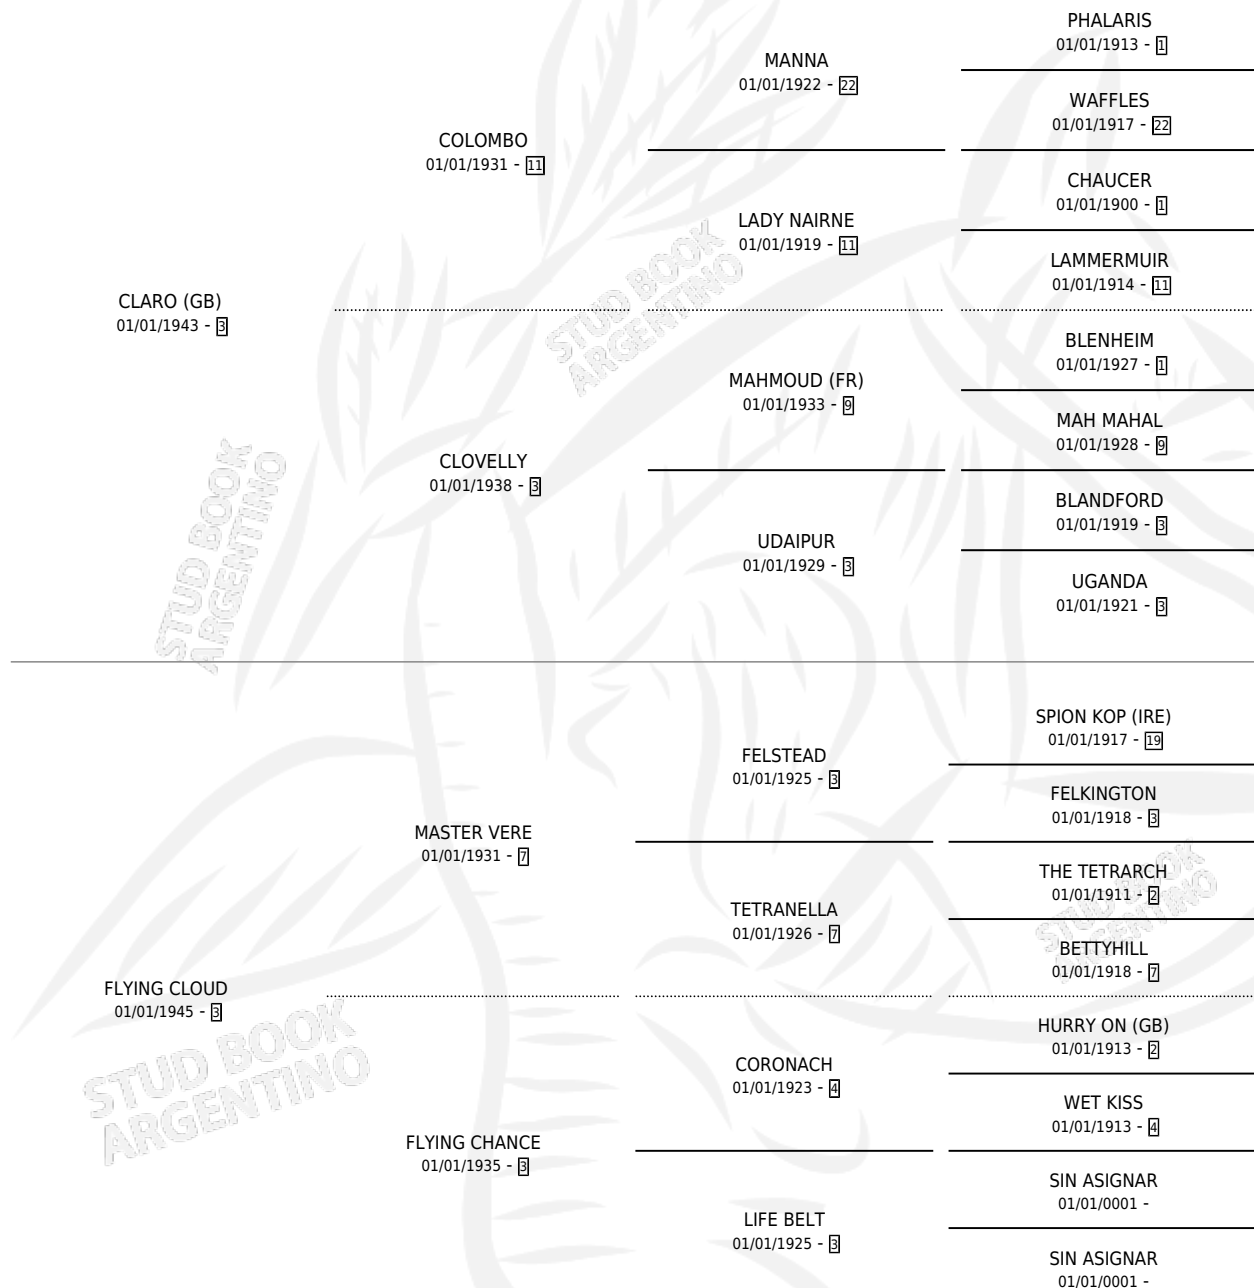 PHALARIS
01/01/1913 - 1
MANNA
01/01/1922 - 22
WAFFLES
01/01/1917 - 22
COLOMBO
01/01/1931 - 11
CHAUCER
01/01/1900 - 1
LADY NAIRNE
01/01/1919 - 11
LAMMERMUIR
01/01/1914 - 11
CLARO (GB)
01/01/1943 - 3
BLENHEIM
01/01/1927 - 1
MAHMOUD (FR)
01/01/1933 - 9
MAH MAHAL
01/01/1928 - 9
CLOVELLY
01/01/1938 - 3
BLANDFORD
01/01/1919 - 3
UDAIPUR
01/01/1929 - 3
UGANDA
01/01/1921 - 3
STUD BOOK
ARGENTINO
STUD BOOK
ARGENTINO
SPION KOP (IRE)
01/01/1917 - 19
FELSTEAD
01/01/1925 - 3
FELKINGTON
01/01/1918 - 3
MASTER VERE
01/01/1931 - 7
THE TETRARCH
01/01/1911 - 2
TETRANELLA
01/01/1926 - 7
BETTYHILL
01/01/1918 - 7
STUD BOOK
ARGENTINO
FLYING CLOUD
01/01/1945 - 3
HURRY ON (GB)
01/01/1913 - 2
CORONACH
01/01/1923 - 4
WET KISS
01/01/1913 - 4
FLYING CHANCE
01/01/1935 - 3
SIN ASIGNAR
01/01/0001 -
LIFE BELT
01/01/1925 - 3
SIN ASIGNAR
01/01/0001 -
STUD BOOK
ARGENTINO